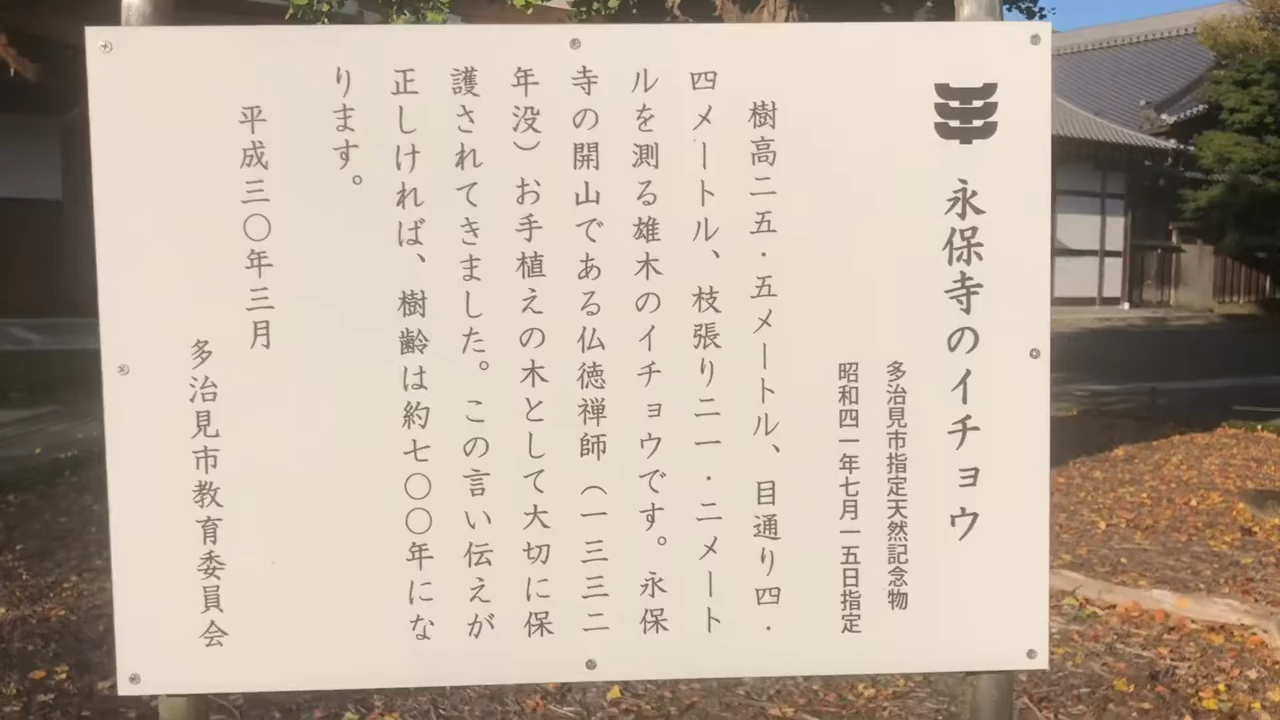 永保寺のイチョウ
多治見市指定天然記念物
昭和四一年七月一五日指定
樹高二五・五メートル、目通り四・
四メートル、枝張り二一・二メート
ルを測る雄木のイチョウです。永保
寺の開山である仏徳禅師（一三三二
年没）お手植えの木として大切に保
護されてきました。この言い伝えが
正しければ、樹齢は約七〇〇年にな
ります。
平成三〇年三月
多治見市教育委員会